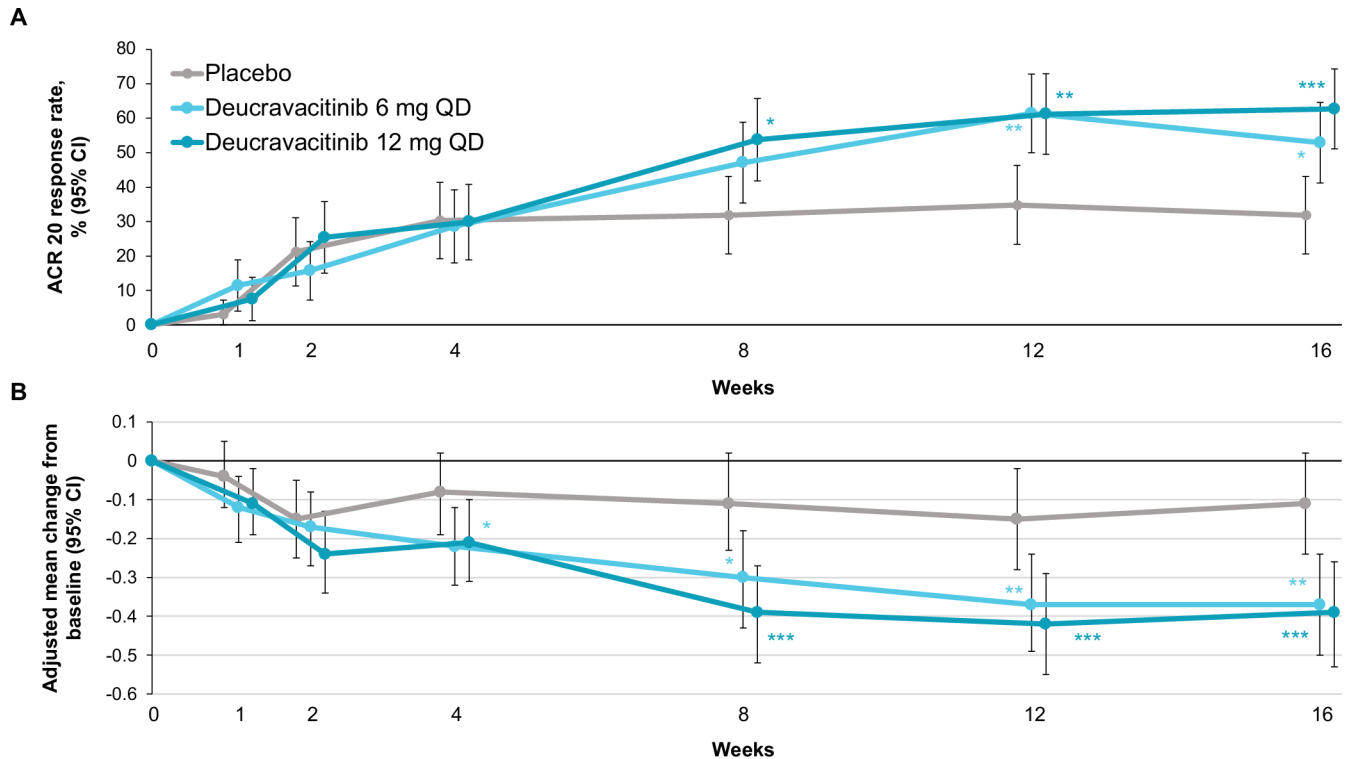 A
ACR 20 response rate,
% (95% CI)
80
70
60
50
40
30
20
10
0
Placebo
Deucravacitinib 6 mg QD
Deucravacitinib 12 mg QD
*
**
**
***
*
0 1 2 4 8 12 16
Weeks
B
Adjusted mean change from
baseline (95% CI)
0.1
0
-0.1
-0.2
-0.3
-0.4
-0.5
-0.6
*
*
***
**
***
**
***
0 1 2 4 8 12 16
Weeks